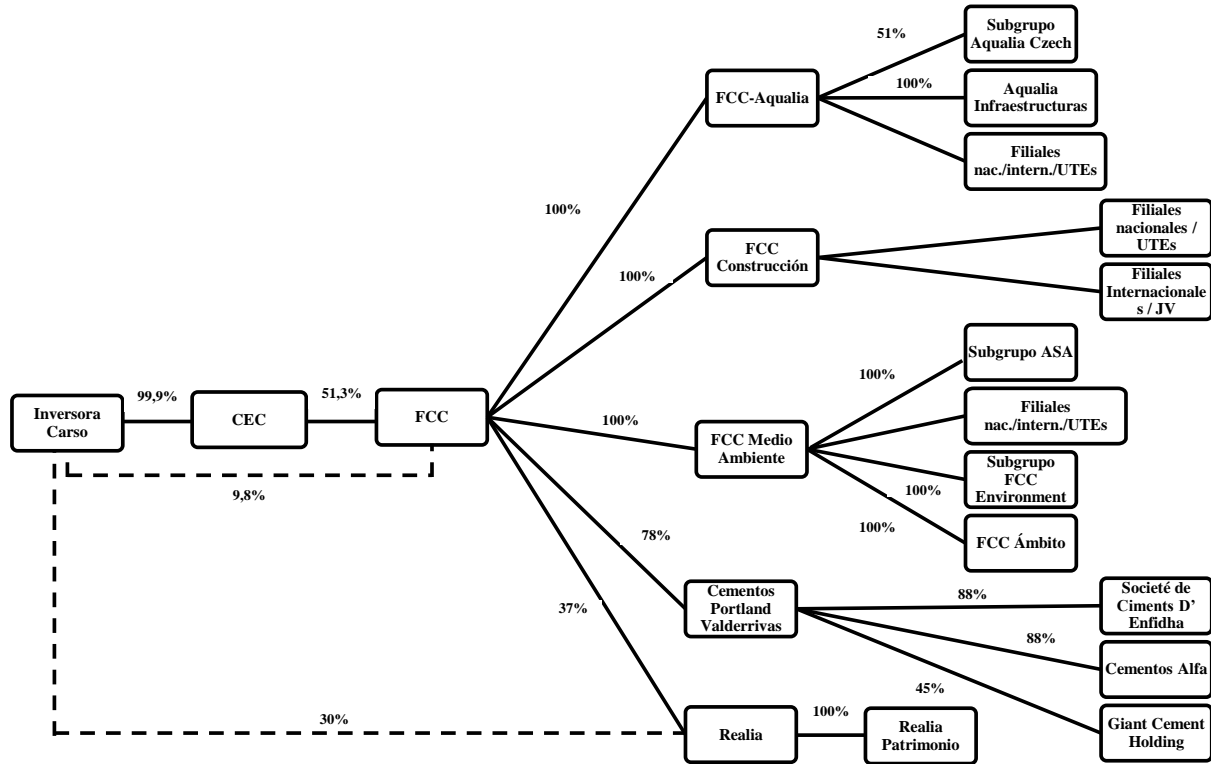 Subgrupo
Aqualia Czech
51%
100%
FCC-Aqualia
Aqualia
Infraestructuras
Filiales
nac./intern./UTEs
100%
Filiales
nacionales /
UTEs
FCC
Construcción
100%
Filiales
Internacionale
s / JV
Subgrupo ASA
100%
99,9%
51,3%
Inversora
Carso
CEC
FCC
100%
Filiales
nac./intern./UTEs
FCC Medio
Ambiente
Subgrupo
FCC
Environment
100%
9,8%
100%
FCC Ámbito
78%
37%
Cementos
Portland
Valderrivas
88%
Societé de
Ciments D’
Enfidha
88%
Cementos Alfa
45%
30%
Realia
100%
Realia
Patrimonio
Giant Cement
Holding